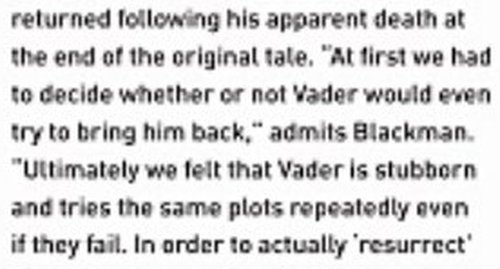 returned following his apparent death at
the end of the original tale. "At first we had
to decide whether or not Vader would even
try to bring him back," admits Blackman.
"Ultimately we felt that Vader is stubborn
and tries the same plots repeatedly even
if they fail. In order to actually 'resurrect'